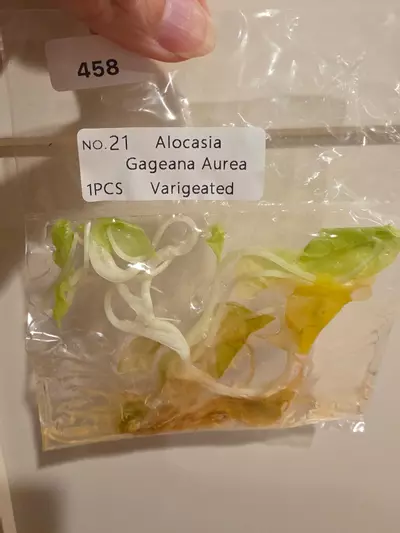 458
NO.21 Alocasia
Gageana Aurea
1PCS Varigeated